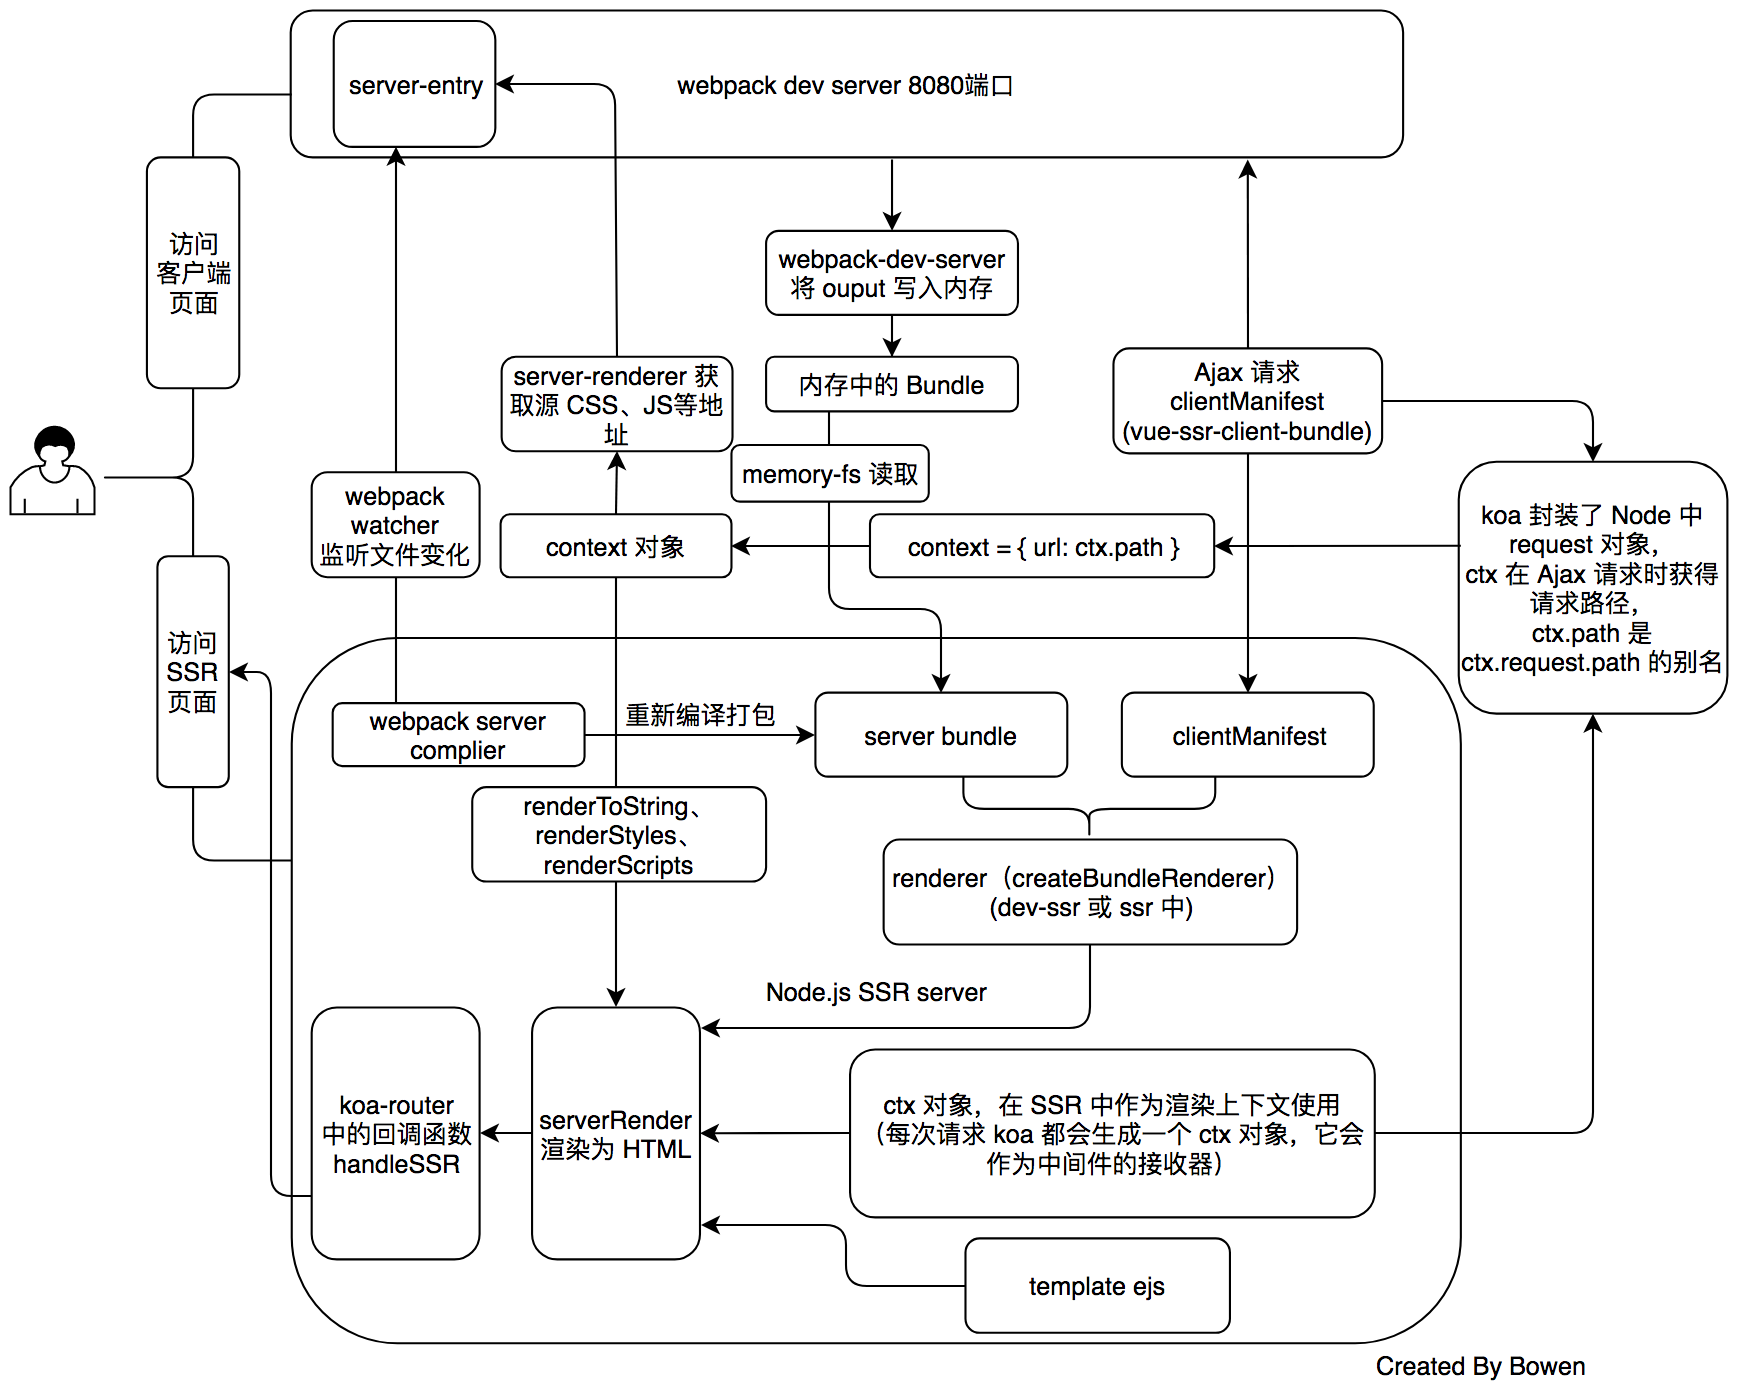 server-entry
webpack dev server 8080端口
访问
客户端
页面
webpack-dev-server
将 ouput 写入内存
server-renderer 获
取源 CSS、JS等地
址
内存中的 Bundle
Ajax 请求
clientManifest
(vue-ssr-client-bundle)
webpack
watcher
监听文件变化
memory-fs 读取
context 对象
context = { url: ctx.path }
koa 封装了 Node 中
request 对象，
ctx 在 Ajax 请求时获得
请求路径，
ctx.path 是
ctx.request.path 的别名
访问
SSR
页面
webpack server
complier
重新编译打包
server bundle
clientManifest
renderToString、
renderStyles、
renderScripts
renderer（createBundleRenderer）
(dev-ssr 或 ssr 中)
Node.js SSR server
koa-router
中的回调函数
handleSSR
serverRender
渲染为 HTML
ctx 对象，在 SSR 中作为渲染上下文使用
（每次请求 koa 都会生成一个 ctx 对象，它会
作为中间件的接收器）
template ejs
Created By Bowen